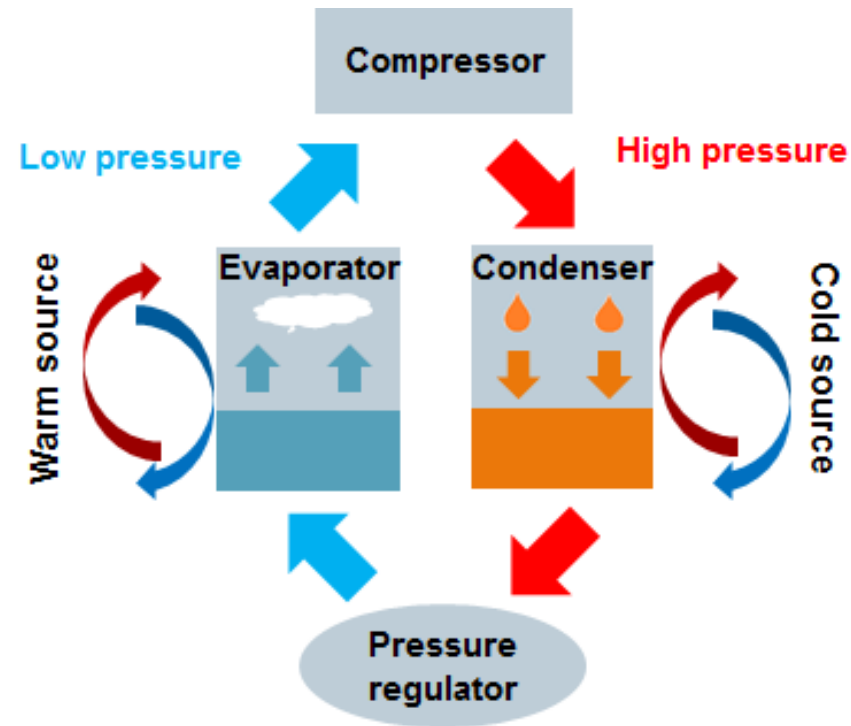 Compressor
Low pressure
High pressure
Evaporator
Condenser
Warm source
Cold source
Pressure
regulator